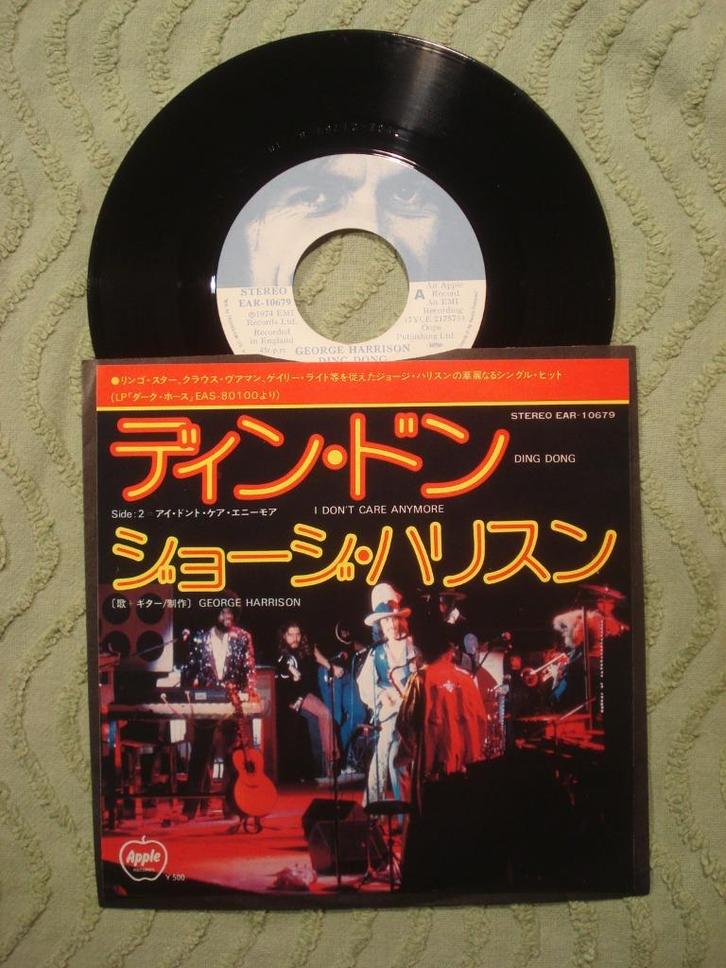 STEREO
EAR-10679
℗1974 EMI
Records Ltd.
Recorded
in England
45r.p.m.
A
An Apple
Record
An EMI
Recording
Oops
Publishing Ltd.
GEORGE HARRISON
DING DONG
●リンゴ・スター、クラウス・ヴアマン、ゲイリー・ライト等を従えたジョージ・ハリスンの華麗なるシングル・ヒット
(LP「ダーク・ホース」EAS-80100より)
STEREO EAR-10679
ディン・ドン
DING DONG
Side:2 アイ・ドント・ケア・エニーモア I DON'T CARE ANYMORE
ジョージ・ハリスン
〔歌・ギター/制作〕 GEORGE HARRISON
Apple
RECORDS
¥500